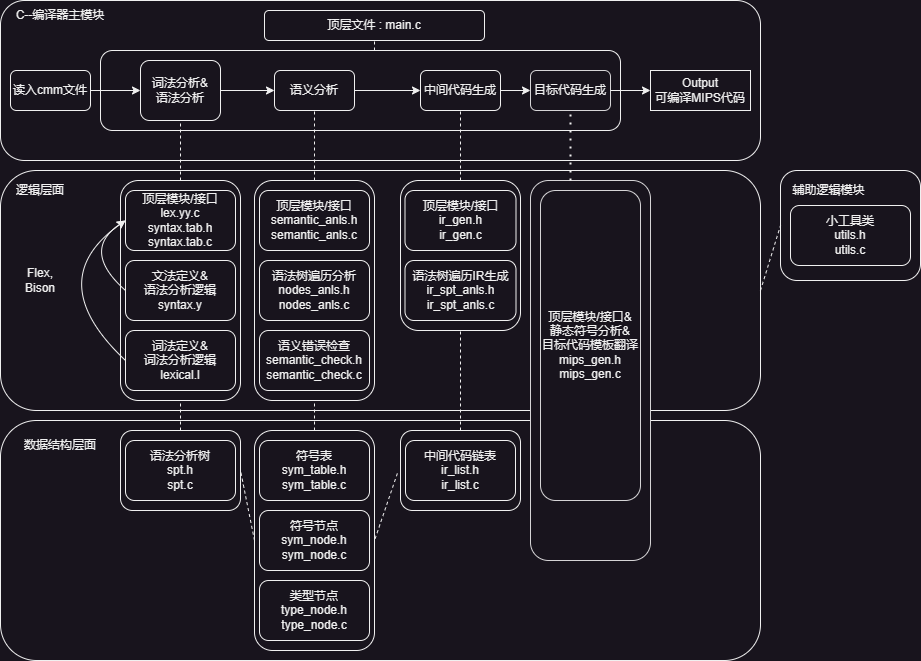 C--编译器主模块
顶层文件 : main.c
读入cmm文件
词法分析&
语法分析
语义分析
中间代码生成
目标代码生成
Output
可编译MIPS代码
逻辑层面
Flex,
Bison
顶层模块/接口
lex.yy.c
syntax.tab.h
syntax.tab.c
文法定义&
语法分析逻辑
syntax.y
词法定义&
词法分析逻辑
lexical.l
顶层模块/接口
semantic_anls.h
semantic_anls.c
语法树遍历分析
nodes_anls.h
nodes_anls.c
语义错误检查
semantic_check.h
semantic_check.c
顶层模块/接口
ir_gen.h
ir_gen.c
语法树遍历IR生成
ir_spt_anls.h
ir_spt_anls.c
顶层模块/接口&
静态符号分析&
目标代码模板翻译
mips_gen.h
mips_gen.c
辅助逻辑模块
小工具类
utils.h
utils.c
数据结构层面
语法分析树
spt.h
spt.c
符号表
sym_table.h
sym_table.c
符号节点
sym_node.h
sym_node.c
类型节点
type_node.h
type_node.c
中间代码链表
ir_list.h
ir_list.c